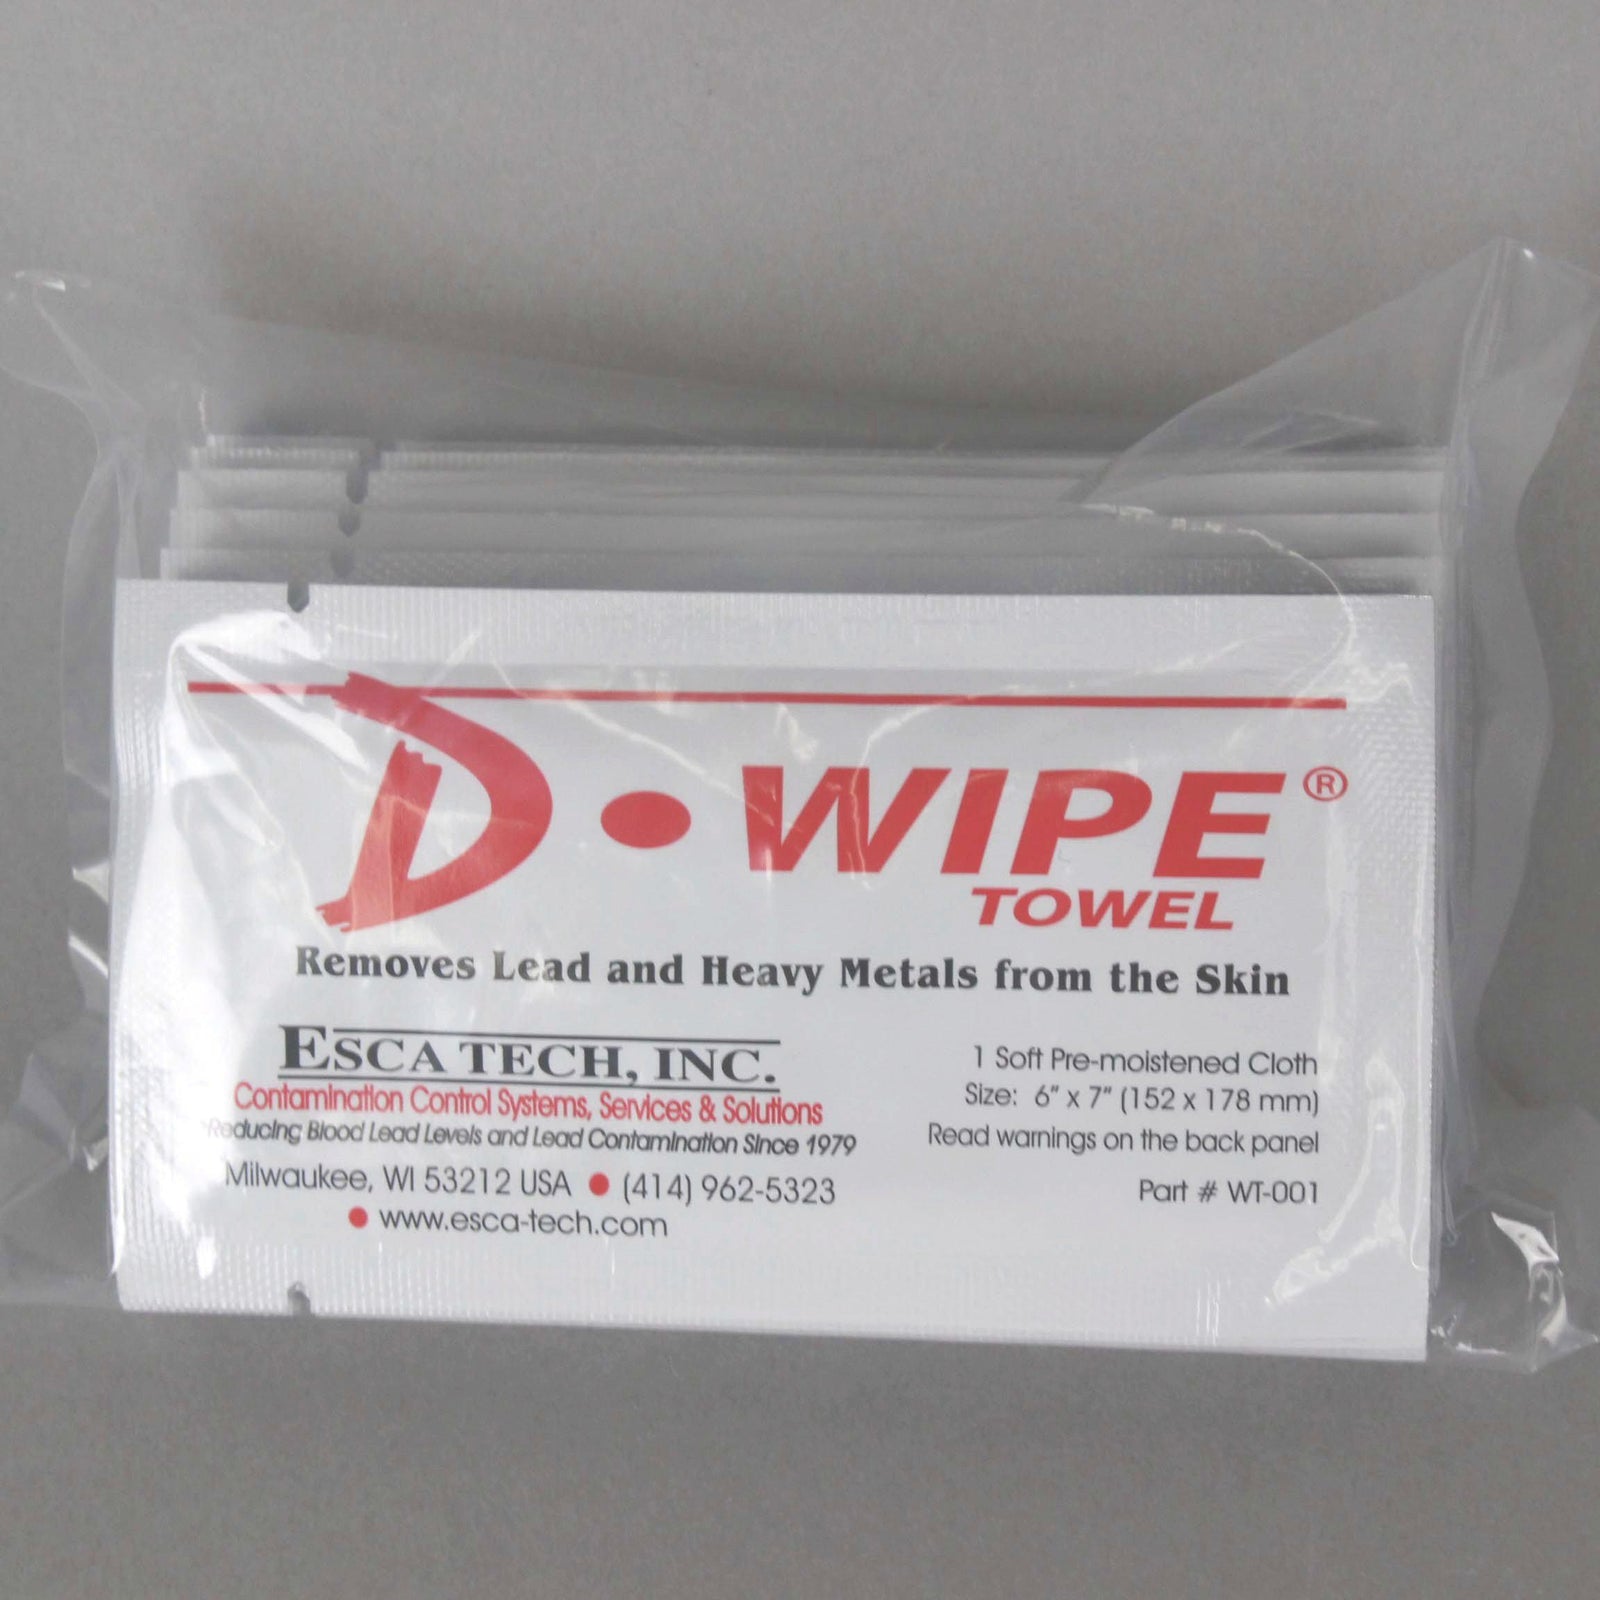 D • WIPE®
TOWEL
Removes Lead and Heavy Metals from the Skin
ESCA TECH, INC.
Contamination Control Systems, Services & Solutions
Reducing Blood Lead Levels and Lead Contamination Since 1979
Milwaukee, WI 53212 USA • (414) 962-5323
• www.esca-tech.com
1 Soft Pre-moistened Cloth
Size: 6" x 7" (152 x 178 mm)
Read warnings on the back panel
Part # WT-001